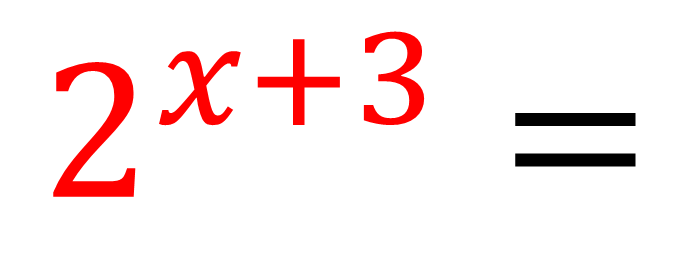 2^{x+3} =